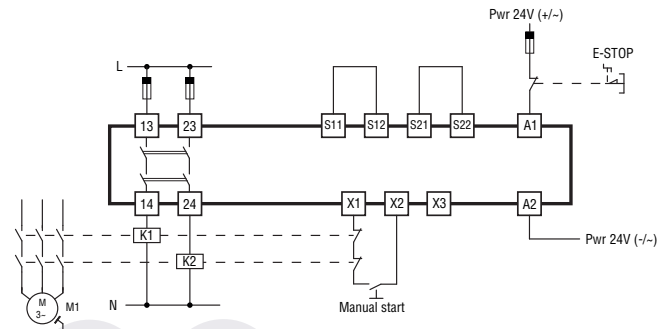 Pwr 24V (+/~)
E-STOP
L
13 23 S11 S12 S21 S22 A1
14 24 X1 X2 X3 A2
K1
Pwr 24V (-/~)
K2
M 3~
M1
N
Manual start